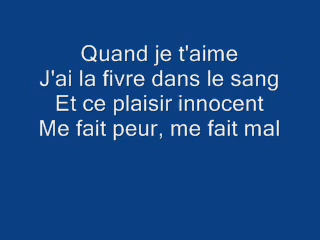 Quand je t'aime
J'ai la fivre dans le sang
Et ce plaisir innocent
Me fait peur, me fait mal